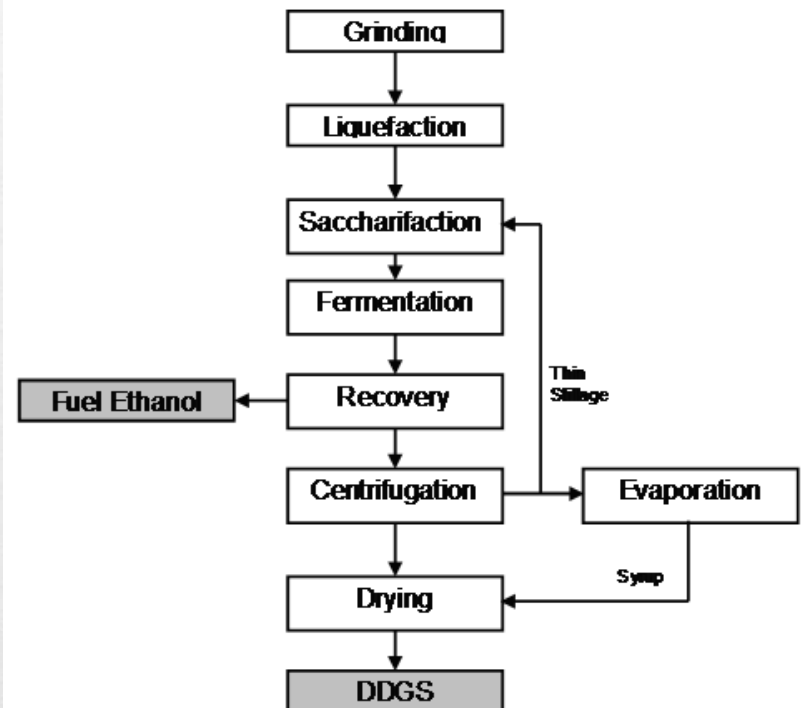 Grinding
Liquefaction
Saccharifaction
Fermentation
Fuel Ethanol
Recovery
Thin
Stillage
Centrifugation
Evaporation
Syrup
Drying
DDGS